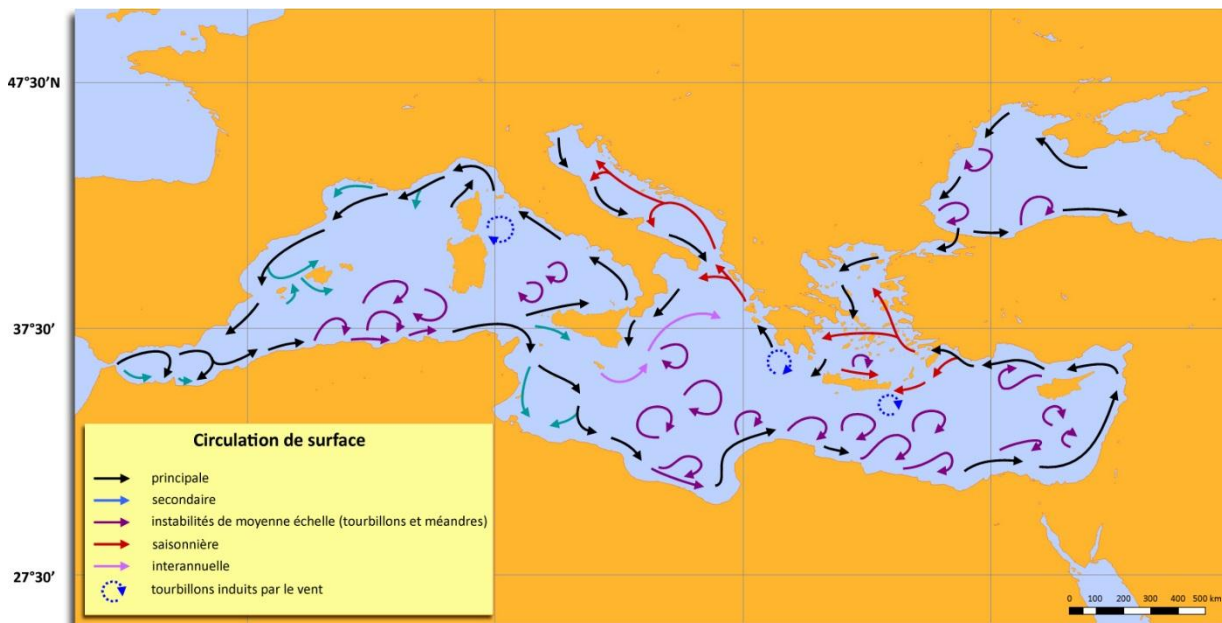 47°30'N
37°30'
27°30'
Circulation de surface
principale
secondaire
instabilités de moyenne échelle (tourbillons et méandres)
saisonnière
interannuelle
tourbillons induits par le vent
0 100 200 300 400 500 km